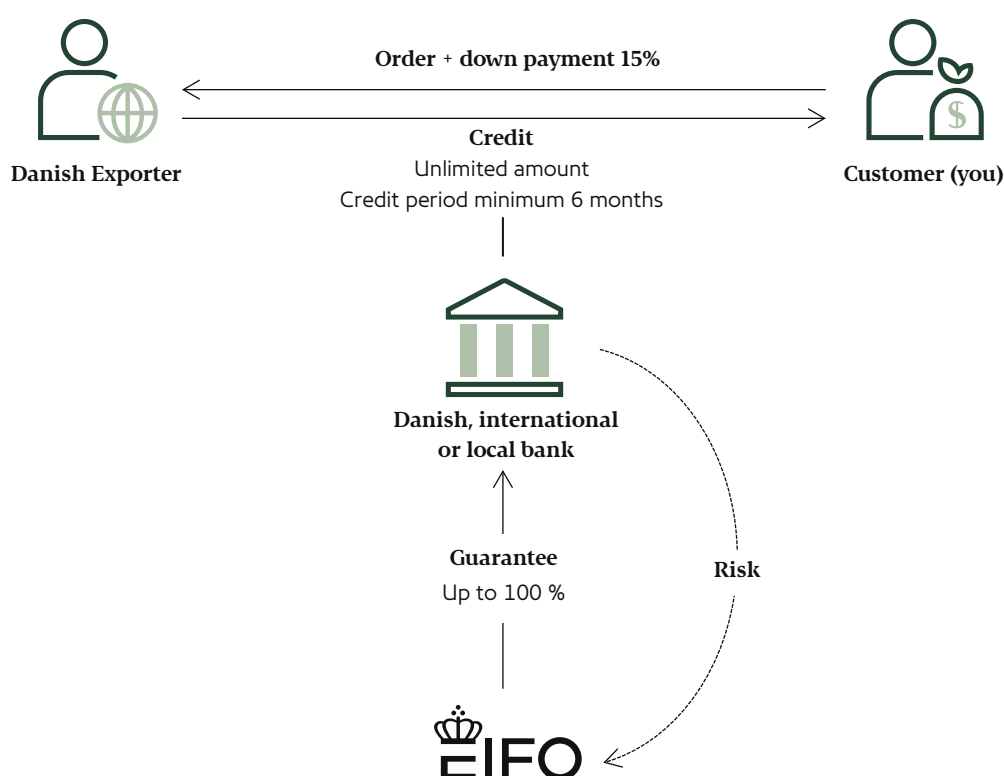 Order + down payment 15%
Credit
Unlimited amount
Credit period minimum 6 months
Danish Exporter
Customer (you)
$
Danish, international
or local bank
Guarantee
Up to 100 %
Risk
EIFO